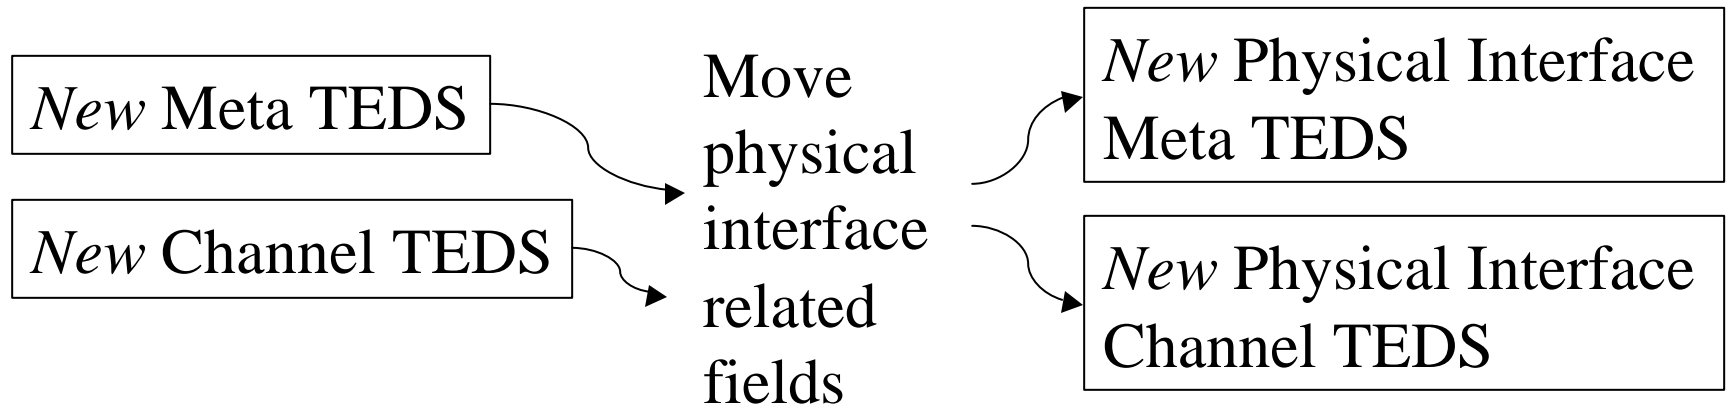 New Meta TEDS
New Channel TEDS
Move
physical
interface
related
fields
New Physical Interface
Meta TEDS
New Physical Interface
Channel TEDS